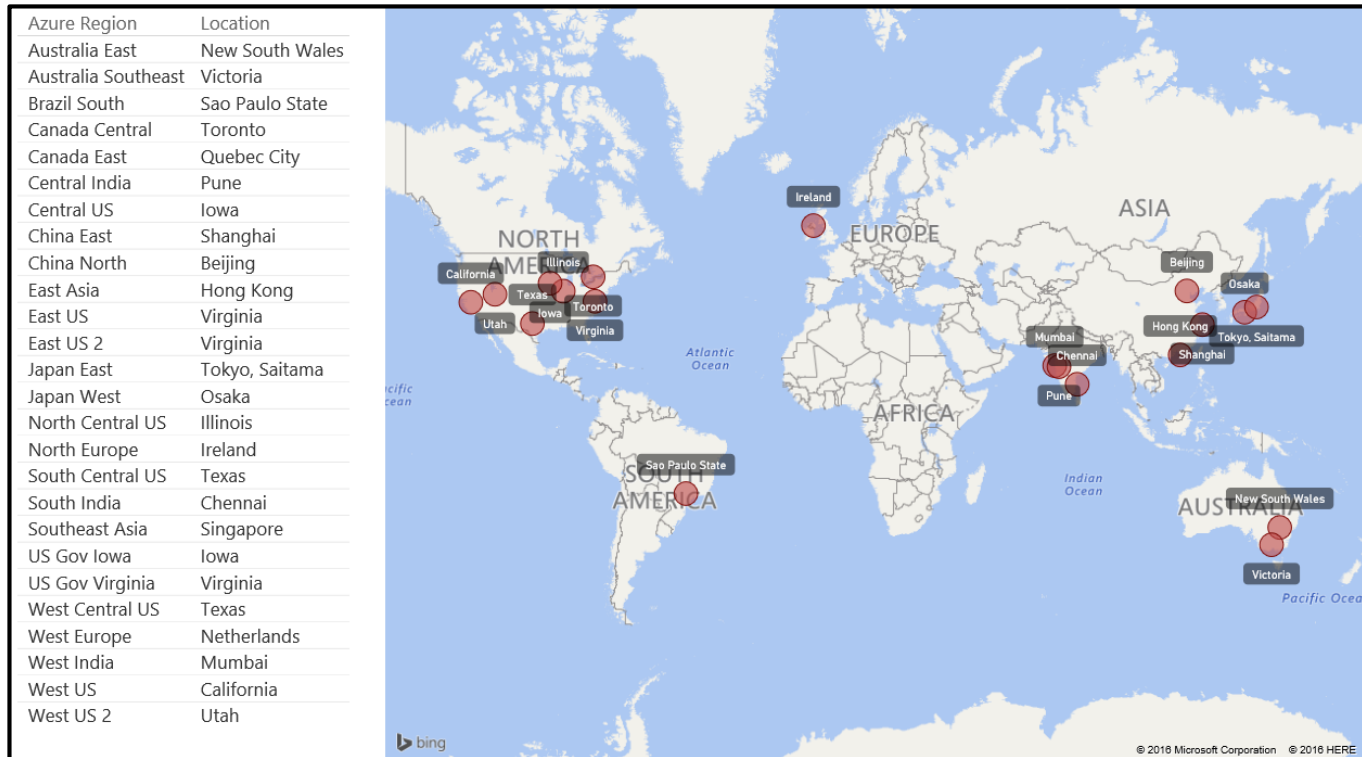 Azure Region Location
Australia East New South Wales
Australia Southeast Victoria
Brazil South Sao Paulo State
Canada Central Toronto
Canada East Quebec City
Central India Pune
Central US Iowa
China East Shanghai
China North Beijing
East Asia Hong Kong
East US Virginia
East US 2 Virginia
Japan East Tokyo, Saitama
Japan West Osaka
North Central US Illinois
North Europe Ireland
South Central US Texas
South India Chennai
Southeast Asia Singapore
US Gov Iowa Iowa
US Gov Virginia Virginia
West Central US Texas
West Europe Netherlands
West India Mumbai
West US California
West US 2 Utah
Ireland
ASIA
EUROPE
NORTH
AMERICA
Illinois
California
Beijing
Osaka
Texas
Toronto
Iowa
Utah
Virginia
Hong Kong
Tokyo, Saitama
Mumbai
Chennai
Shanghai
Pune
Atlantic
Ocean
cific
cean
AFRICA
Sao Paulo State
SOUTH
AMERICA
Indian
Ocean
New South Wales
AUSTRALIA
Victoria
Pacific Ocea
bing
© 2016 Microsoft Corporation © 2016 HERE